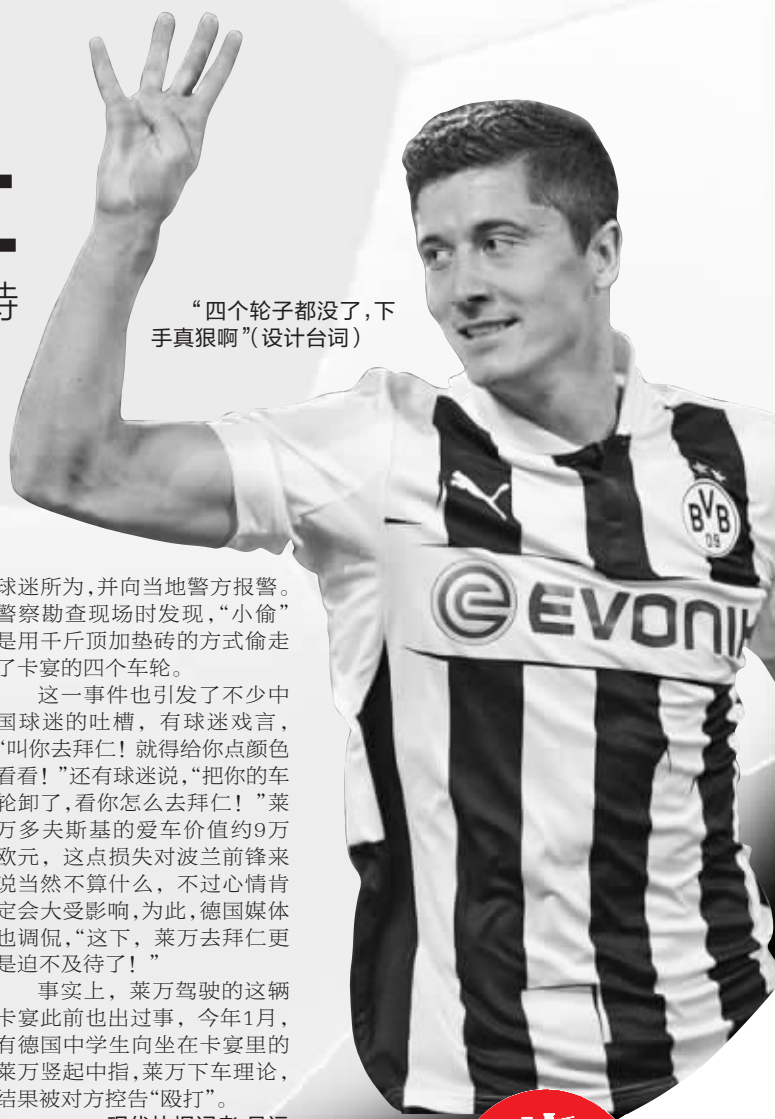 待
“四个轮子都没了,下
手真狠啊”(设计台词)
BVB
09
EVONIK
球迷所为,并向当地警方报警。
警察勘查现场时发现,“小偷”
是用千斤顶加垫砖的方式偷走
了卡宴的四个车轮。
这一事件也引发了不少中
国球迷的吐槽,有球迷戏言,
“叫你去拜仁!就得给你点颜色
看看!”还有球迷说,“把你的车
轮卸了,看你怎么去拜仁!”莱
万多夫斯基的爱车价值约9万
欧元,这点损失对波兰前锋来
说当然不算什么,不过心情肯
定会大受影响,为此,德国媒体
也调侃,“这下,莱万去拜仁更
是迫不及待了!”
事实上,莱万驾驶的这辆
卡宴此前也出过事,今年1月,
有德国中学生向坐在卡宴里的
莱万竖起中指,莱万下车理论,
结果被对方控告“殴打”。